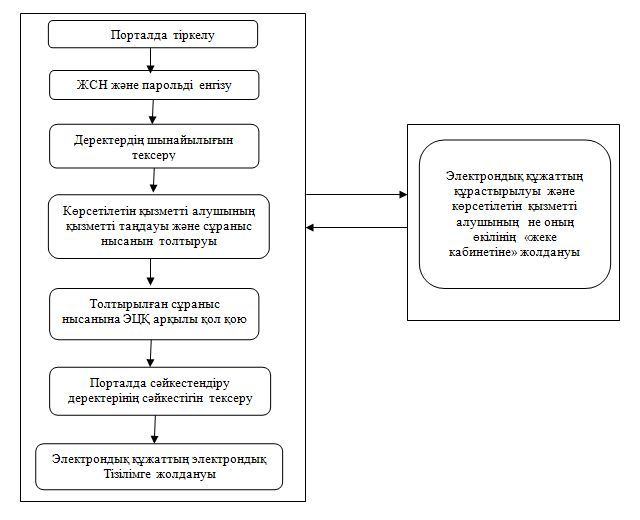 Порталда тіркелу
ЖСН және парольді енгізу
Деректердің шынайылығын
тексеру
Көрсетілетін қызметті алушының
қызметті таңдауы және сұраныс
нысанын толтыруы
Толтырылған сұраныс
нысанына ЭЦҚ арқылы қол қою
Порталда сәйкестендіру
деректерінің сәйкестігін тексеру
Электрондық құжаттың электрондық
Тізілімге жолдануы
Электрондық құжаттың
құрастырылуы және
көрсетілетін қызметті
алушының не оның
өкілінің «жеке
кабинетіне» жолдануы